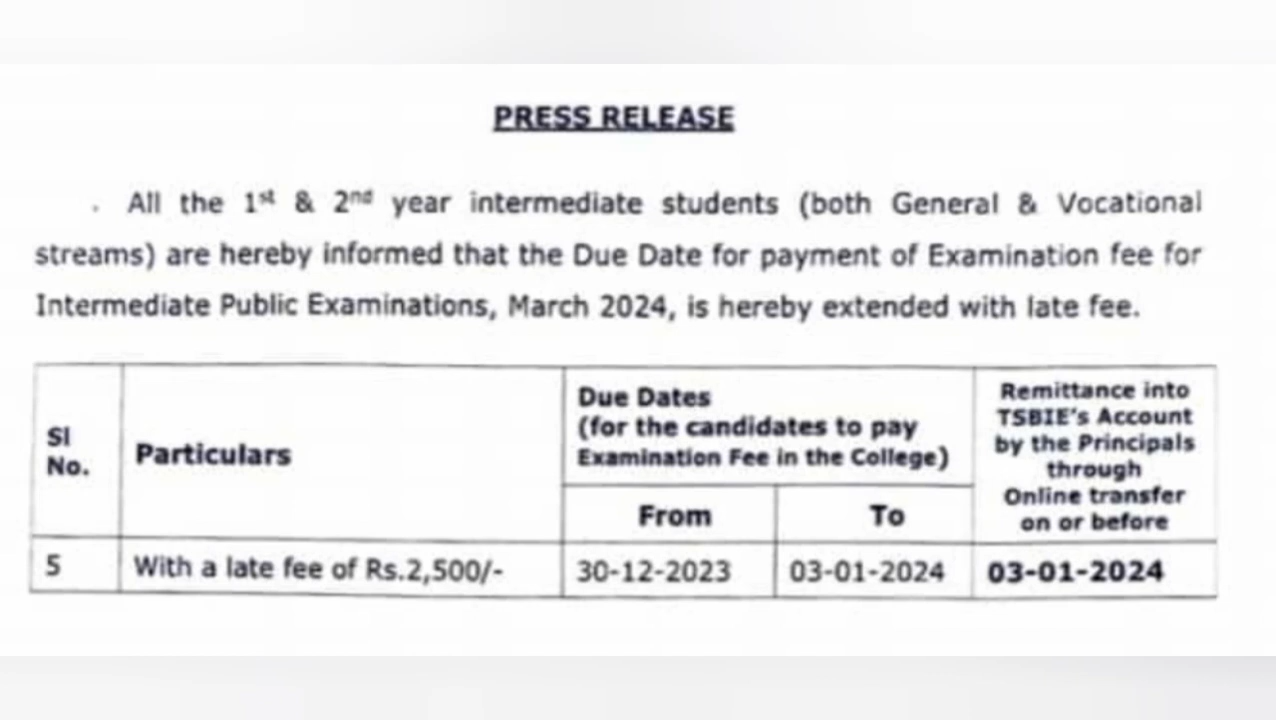 PRESS RELEASE
All the 1st & 2nd year intermediate students (both General & Vocational
streams) are hereby informed that the Due Date for payment of Examination fee for
Intermediate Public Examinations, March 2024, is hereby extended with late fee.
Sl
No.
Particulars
Due Dates
(for the candidates to pay
Examination Fee in the College)
From
To
Remittance into
TSBIE's Account
by the Principals
through
Online transfer
on or before
5
With a late fee of Rs.2,500/-
30-12-2023
03-01-2024
03-01-2024